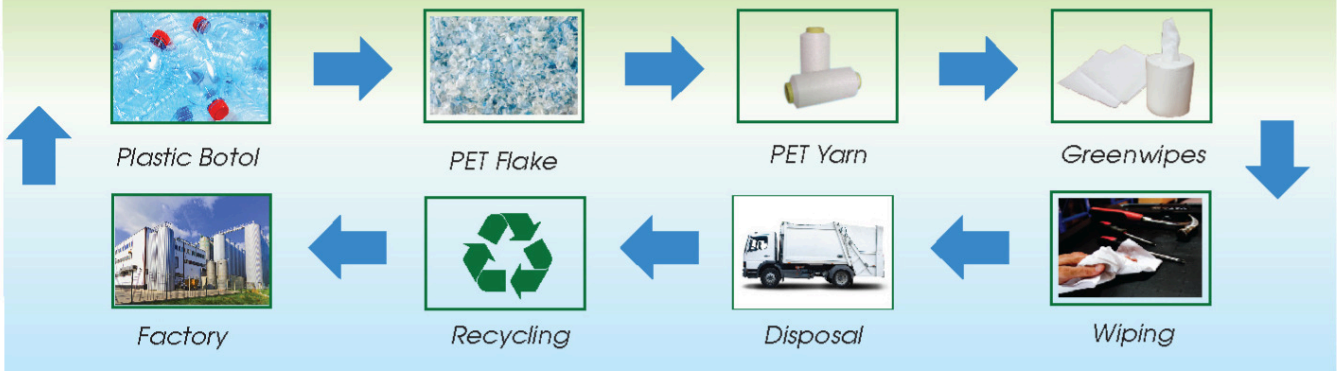 Plastic Botol
PET Flake
PET Yarn
Greenwipes
Factory
Recycling
Disposal
Wiping